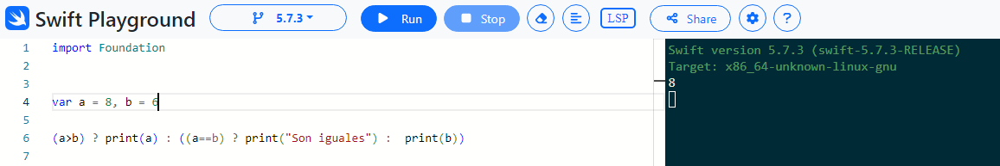 Swift Playground 5.7.3 Run Stop LSP Share ?
1 import Foundation
2
3
4 var a = 8, b = 6
5
6 (a>b) ? print(a) : ((a==b) ? print("Son iguales") :  print(b))
7
Swift version 5.7.3 (swift-5.7.3-RELEASE)
Target: x86_64-unknown-linux-gnu
8